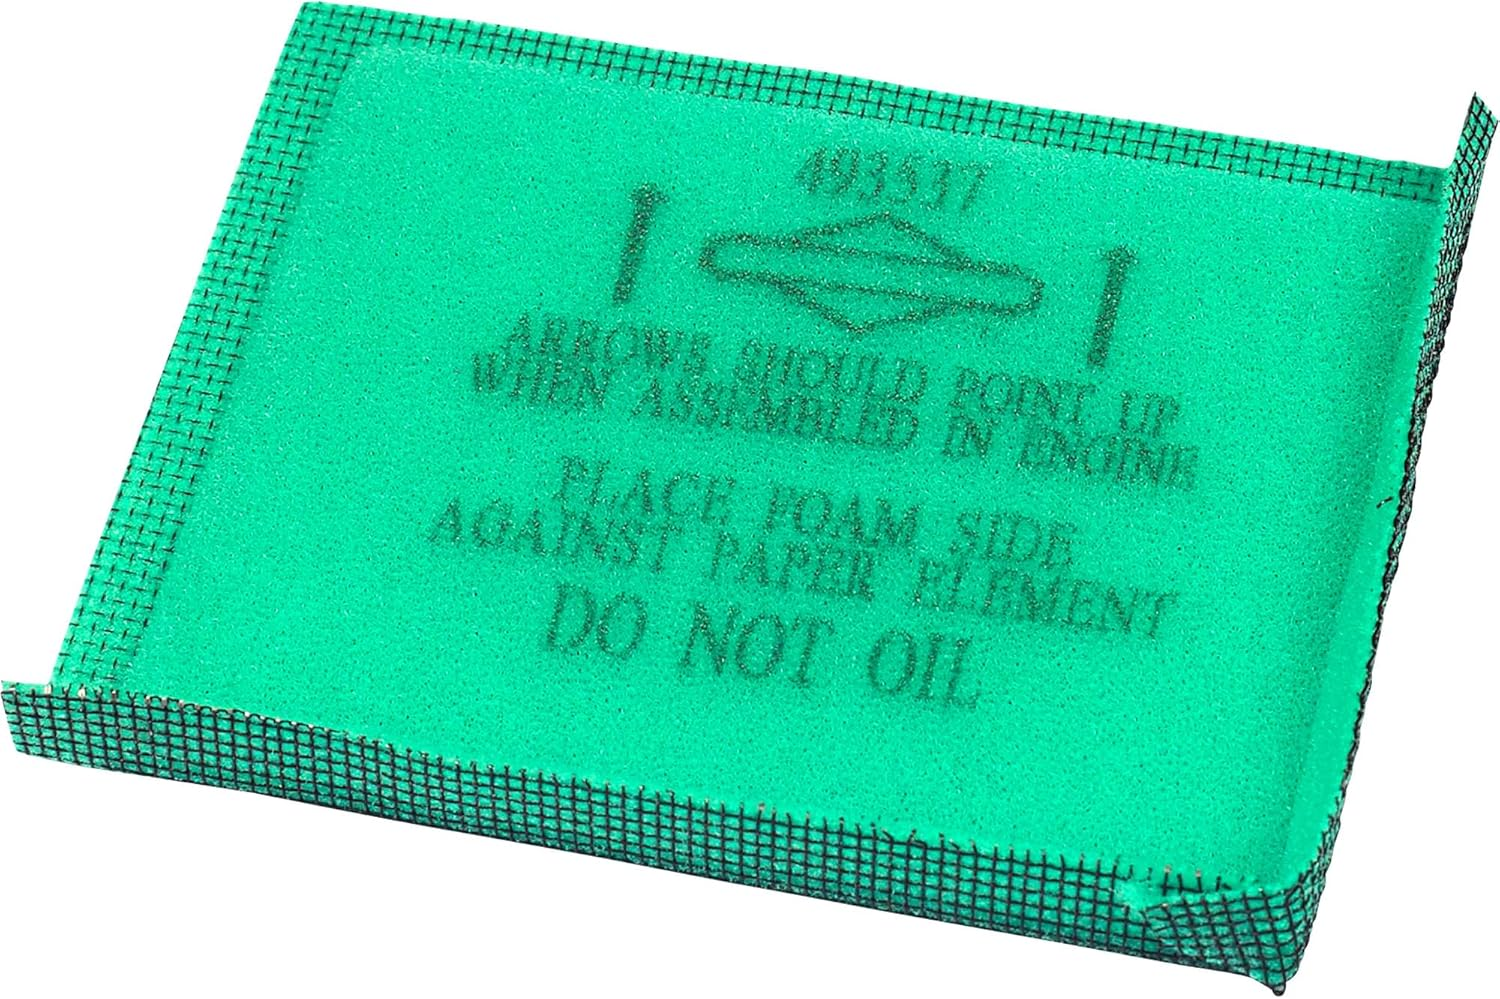 493537
ARROWS SHOULD POINT UP
WHEN ASSEMBLED IN ENGINE
PLACE FOAM SIDE
AGAINST PAPER ELEMENT
DO NOT OIL